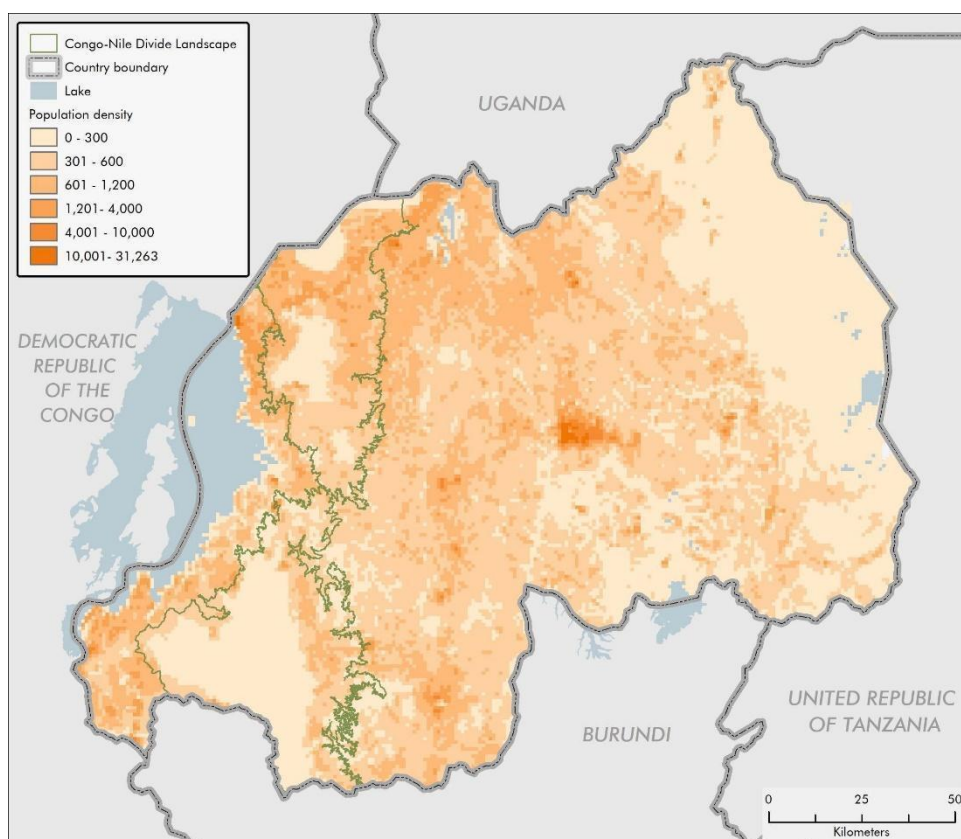 Congo-Nile Divide Landscape
Country boundary
Lake
Population density
0 - 300
301 - 600
601 - 1,200
1,201- 4,000
4,001 - 10,000
10,001- 31,263
UGANDA
DEMOCRATIC
REPUBLIC
OF THE
CONGO
UNITED REPUBLIC
OF TANZANIA
BURUNDI
0 25 50
Kilometers